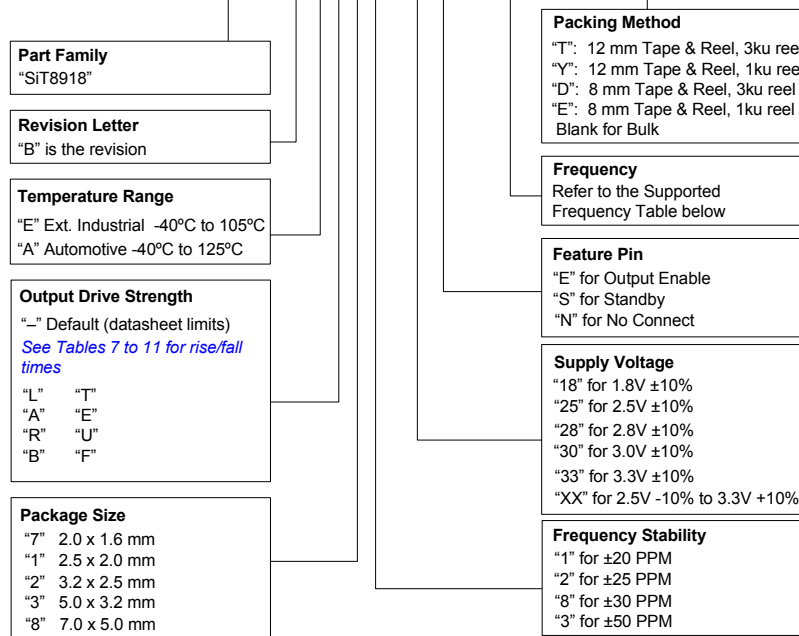 Part Family
“SiT8918”
Revision Letter
“B” is the revision
Temperature Range
“E” Ext. Industrial -40ºC to 105ºC
“A” Automotive -40ºC to 125ºC
Output Drive Strength
“–” Default (datasheet limits)
See Tables 7 to 11 for rise/fall
times
“L” “T”
“A” “E”
“R” “U”
“B” “F”
Package Size
“7” 2.0 x 1.6 mm
“1” 2.5 x 2.0 mm
“2” 3.2 x 2.5 mm
“3” 5.0 x 3.2 mm
“8” 7.0 x 5.0 mm
Packing Method
“T”: 12 mm Tape & Reel, 3ku ree
“Y”: 12 mm Tape & Reel, 1ku ree
“D”: 8 mm Tape & Reel, 3ku reel
“E”: 8 mm Tape & Reel, 1ku reel
Blank for Bulk
Frequency
Refer to the Supported
Frequency Table below
Feature Pin
“E” for Output Enable
“S” for Standby
“N” for No Connect
Supply Voltage
“18” for 1.8V ±10%
“25” for 2.5V ±10%
“28” for 2.8V ±10%
“30” for 3.0V ±10%
“33” for 3.3V ±10%
“XX” for 2.5V -10% to 3.3V +10%
Frequency Stability
“1” for ±20 PPM
“2” for ±25 PPM
“8” for ±30 PPM
“3” for ±50 PPM